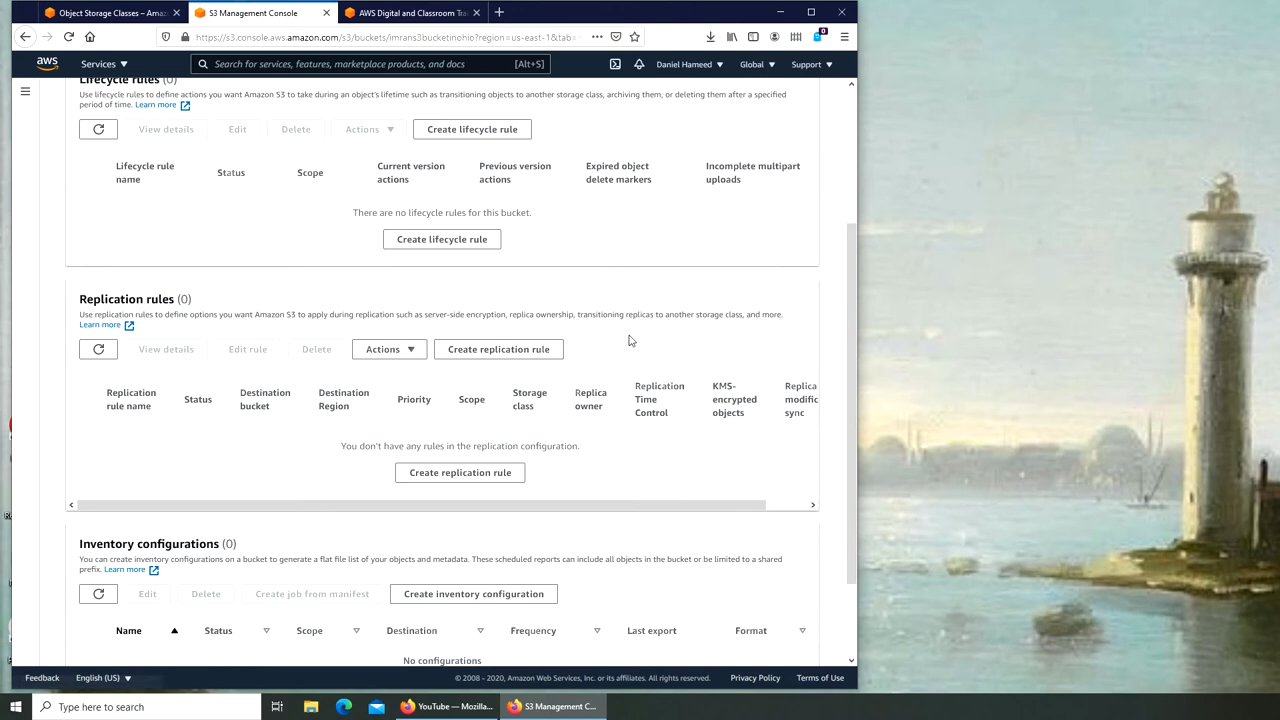 Object Storage Classes – Amaz
S3 Management Console
AWS Digital and Classroom Trai
https://s3.console.aws.amazon.com/s3/buckets/imrans3bucketinohio?region=us-east-1&tab=
0
aws
Services
Search for services, features, marketplace products, and docs
[Alt+S]
Daniel Hameed
Global
Support
Lifecycle rules (0)
Use lifecycle rules to define actions you want Amazon S3 to take during an object's lifetime such as transitioning objects to another storage class, archiving them, or deleting them after a specified
period of time. Learn more
View details
Edit
Delete
Actions
Create lifecycle rule
Lifecycle rule
name
Status
Scope
Current version
actions
Previous version
actions
Expired object
delete markers
Incomplete multipart
uploads
There are no lifecycle rules for this bucket.
Create lifecycle rule
Replication rules (0)
Use replication rules to define options you want Amazon S3 to apply during replication such as server-side encryption, replica ownership, transitioning replicas to another storage class, and more.
Learn more
View details
Edit rule
Delete
Actions
Create replication rule
Replication
rule name
Status
Destination
bucket
Destination
Region
Priority
Scope
Storage
class
Replica
owner
Replication
Time
Control
KMS-
encrypted
objects
Replica
modific
sync
You don't have any rules in the replication configuration.
Create replication rule
Inventory configurations (0)
You can create inventory configurations on a bucket to generate a flat file list of your objects and metadata. These scheduled reports can include all objects in the bucket or be limited to a shared
prefix. Learn more
Edit
Delete
Create job from manifest
Create inventory configuration
Name
Status
Scope
Destination
Frequency
Last export
Format
No configurations
Feedback
English (US)
© 2008 - 2020, Amazon Web Services, Inc. or its affiliates. All rights reserved.
Privacy Policy
Terms of Use
Type here to search
YouTube — Mozilla...
S3 Management C...